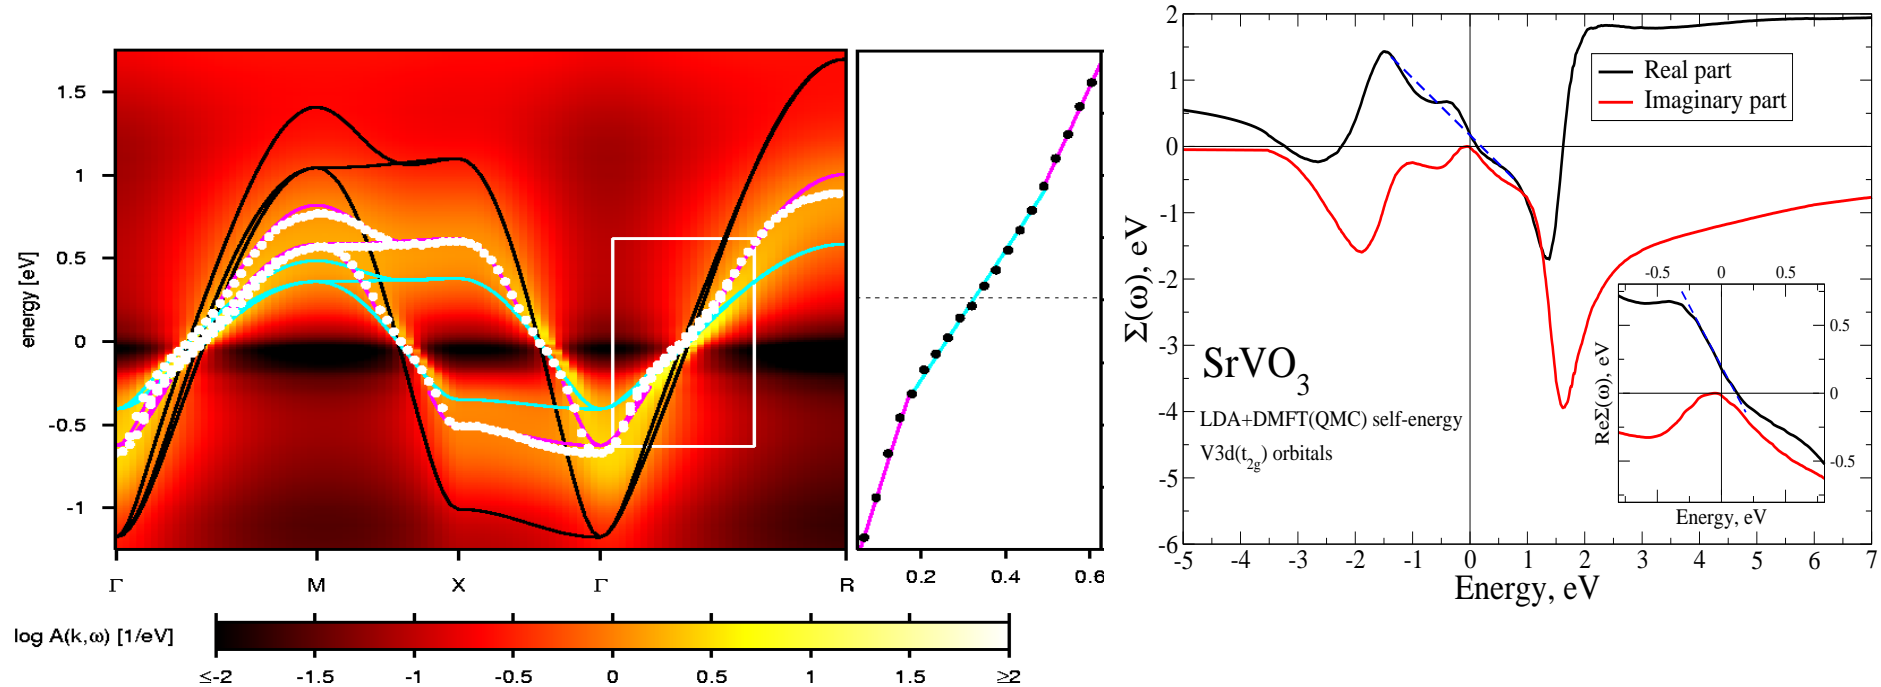 energy [eV]
1.5
1
0.5
0
-0.5
-1
Γ M X Γ R
0.2 0.4 0.6
log A(k,ω) [1/eV]
≤-2 -1.5 -1 -0.5 0 0.5 1 1.5 ≥2
Σ(ω), eV
2
1
0
-1
-2
-3
-4
-5
-6
Real part
Imaginary part
SrVO3
LDA+DMFT(QMC) self-energy
V3d(t2g) orbitals
-0.5 0 0.5
ReΣ(ω), eV
0.5
0
-0.5
Energy, eV
-5 -4 -3 -2 -1 0 1 2 3 4 5 6 7
Energy, eV